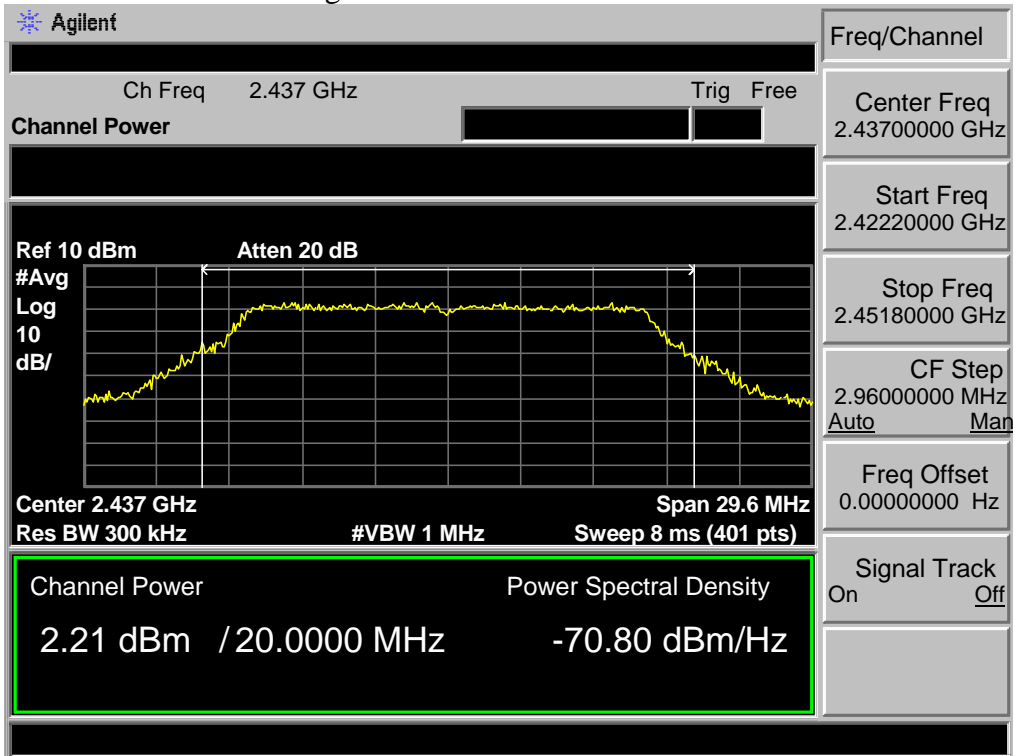 Agilent
Freq/Channel
Ch Freq 2.437 GHz Trig Free
Channel Power
Center Freq
2.43700000 GHz
Start Freq
2.42220000 GHz
Stop Freq
2.45180000 GHz
CF Step
2.96000000 MHz
Auto Man
Freq Offset
0.00000000 Hz
Signal Track
On Off
Ref 10 dBm Atten 20 dB
#Avg
Log
10
dB/
Center 2.437 GHz Span 29.6 MHz
Res BW 300 kHz #VBW 1 MHz Sweep 8 ms (401 pts)
Channel Power Power Spectral Density
2.21 dBm / 20.0000 MHz -70.80 dBm/Hz